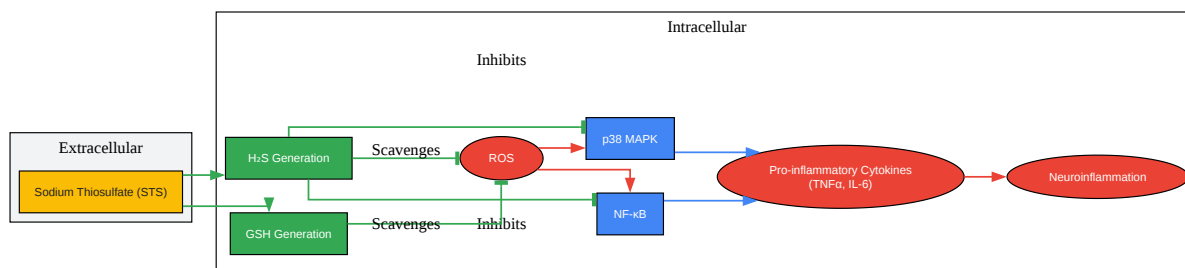 Intracellular
Inhibits
Extracellular
Sodium Thiosulfate (STS)
H₂S Generation
GSH Generation
Scavenges
Scavenges
Inhibits
ROS
p38 MAPK
NF-κB
Pro-inflammatory Cytokines
(TNFα, IL-6)
Neuroinflammation